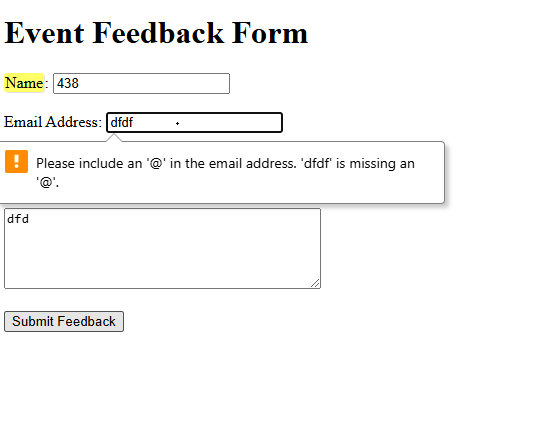 Event Feedback Form
Name: 438
Email Address: dfdf
! Please include an '@' in the email address. 'dfdf' is missing an
'@'.
dfd
Submit Feedback